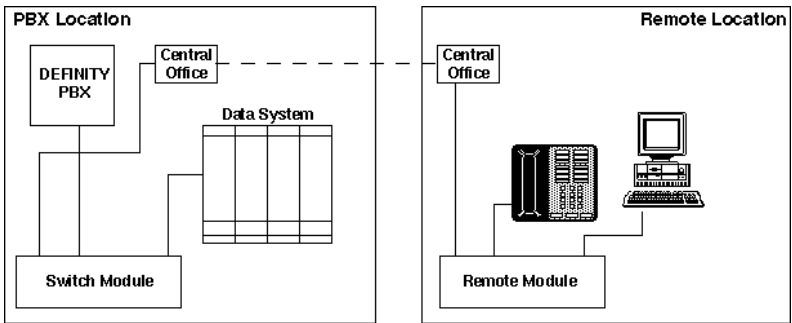 PBX Location
Remote Location
Central
Office
Central
Office
DEFINITY
PBX
Data System
Switch Module
Remote Module